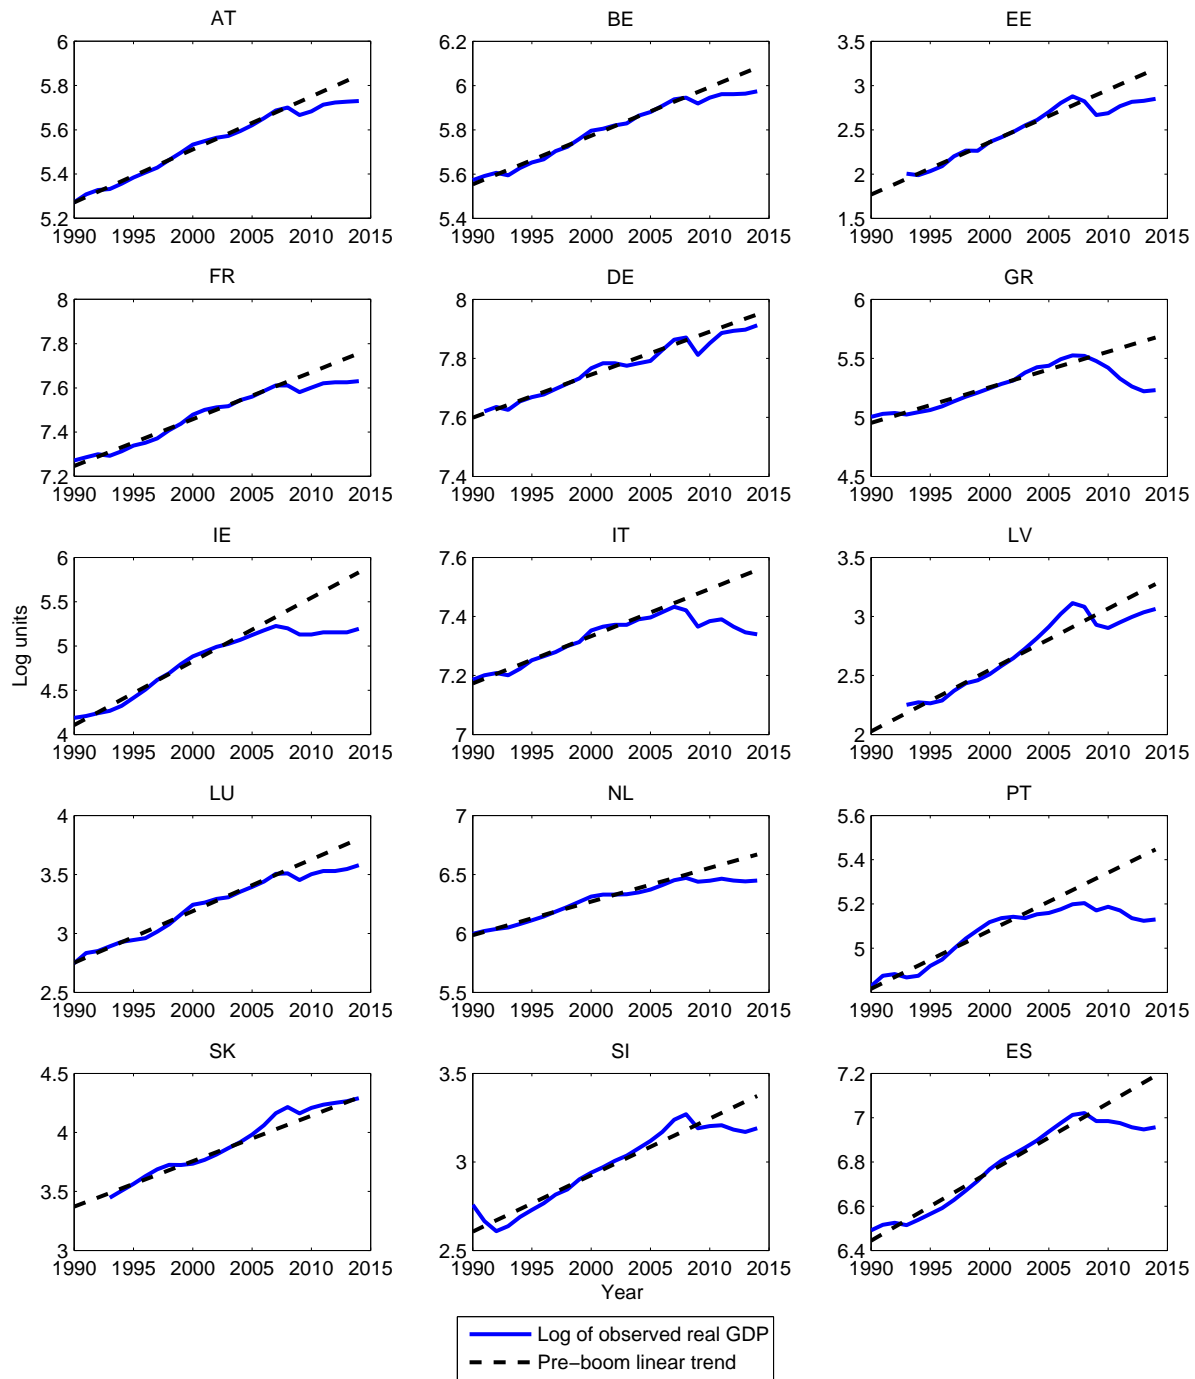 AT
6
5.8
5.6
5.4
5.2
1990 1995 2000 2005 2010 2015
BE
6.2
6
5.8
5.6
5.4
1990 1995 2000 2005 2010 2015
EE
3.5
3
2.5
2
1.5
1990 1995 2000 2005 2010 2015
FR
8
7.8
7.6
7.4
7.2
1990 1995 2000 2005 2010 2015
DE
8
7.8
7.6
7.4
1990 1995 2000 2005 2010 2015
GR
6
5.5
5
4.5
1990 1995 2000 2005 2010 2015
Log units
IE
6
5.5
5
4.5
4
1990 1995 2000 2005 2010 2015
IT
7.6
7.4
7.2
7
1990 1995 2000 2005 2010 2015
LV
3.5
3
2.5
2
1990 1995 2000 2005 2010 2015
LU
4
3.5
3
2.5
1990 1995 2000 2005 2010 2015
NL
7
6.5
6
5.5
1990 1995 2000 2005 2010 2015
PT
5.6
5.4
5.2
5
1990 1995 2000 2005 2010 2015
SK
4.5
4
3.5
3
1990 1995 2000 2005 2010 2015
SI
3.5
3
2.5
1990 1995 2000 2005 2010 2015
ES
7.2
7
6.8
6.6
6.4
1990 1995 2000 2005 2010 2015
Year
Log of observed real GDP
Pre−boom linear trend